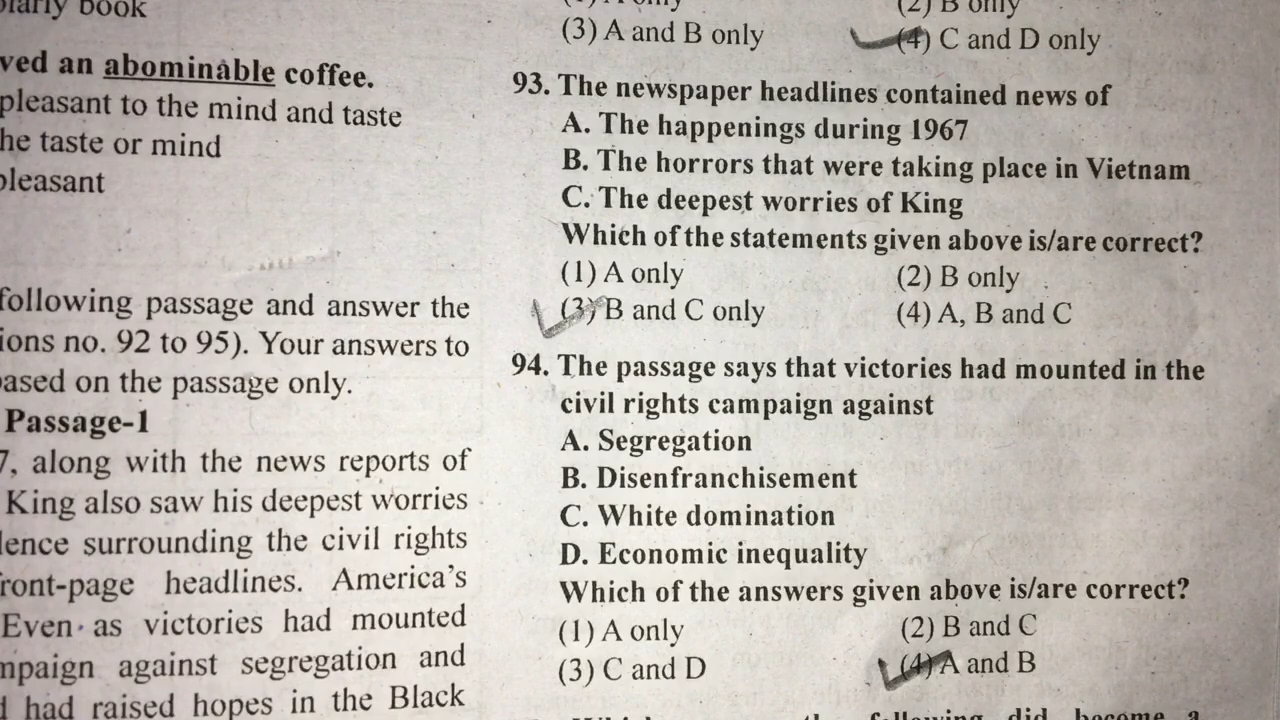 book
ved an abominable coffee.
pleasant to the mind and taste
he taste or mind
pleasant
following passage and answer the
ions no. 92 to 95). Your answers to
ased on the passage only.
Passage-1
7, along with the news reports of
King also saw his deepest worries
lence surrounding the civil rights
ront-page headlines. America's
Even as victories had mounted
mpaign against segregation and
d had raised hopes in the Black
(2) B only
(3) A and B only (4) C and D only
93. The newspaper headlines contained news of
A. The happenings during 1967
B. The horrors that were taking place in Vietnam
C. The deepest worries of King
Which of the statements given above is/are correct?
(1) A only (2) B only
(3) B and C only (4) A, B and C
94. The passage says that victories had mounted in the
civil rights campaign against
A. Segregation
B. Disenfranchisement
C. White domination
D. Economic inequality
Which of the answers given above is/are correct?
(1) A only (2) B and C
(3) C and D (4) A and B
following did become a